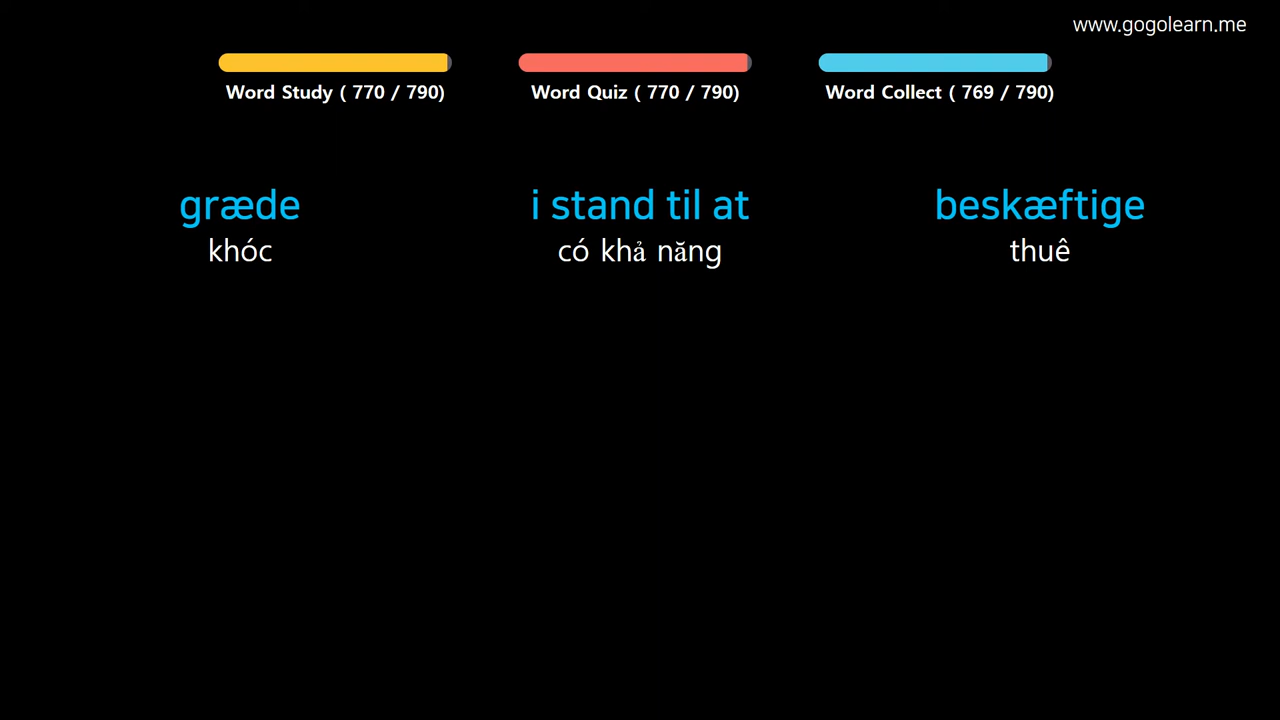 www.gogolearn.me
Word Study ( 770 / 790)
Word Quiz ( 770 / 790)
Word Collect ( 769 / 790)
græde
khóc
i stand til at
có khả năng
beskæftige
thuê